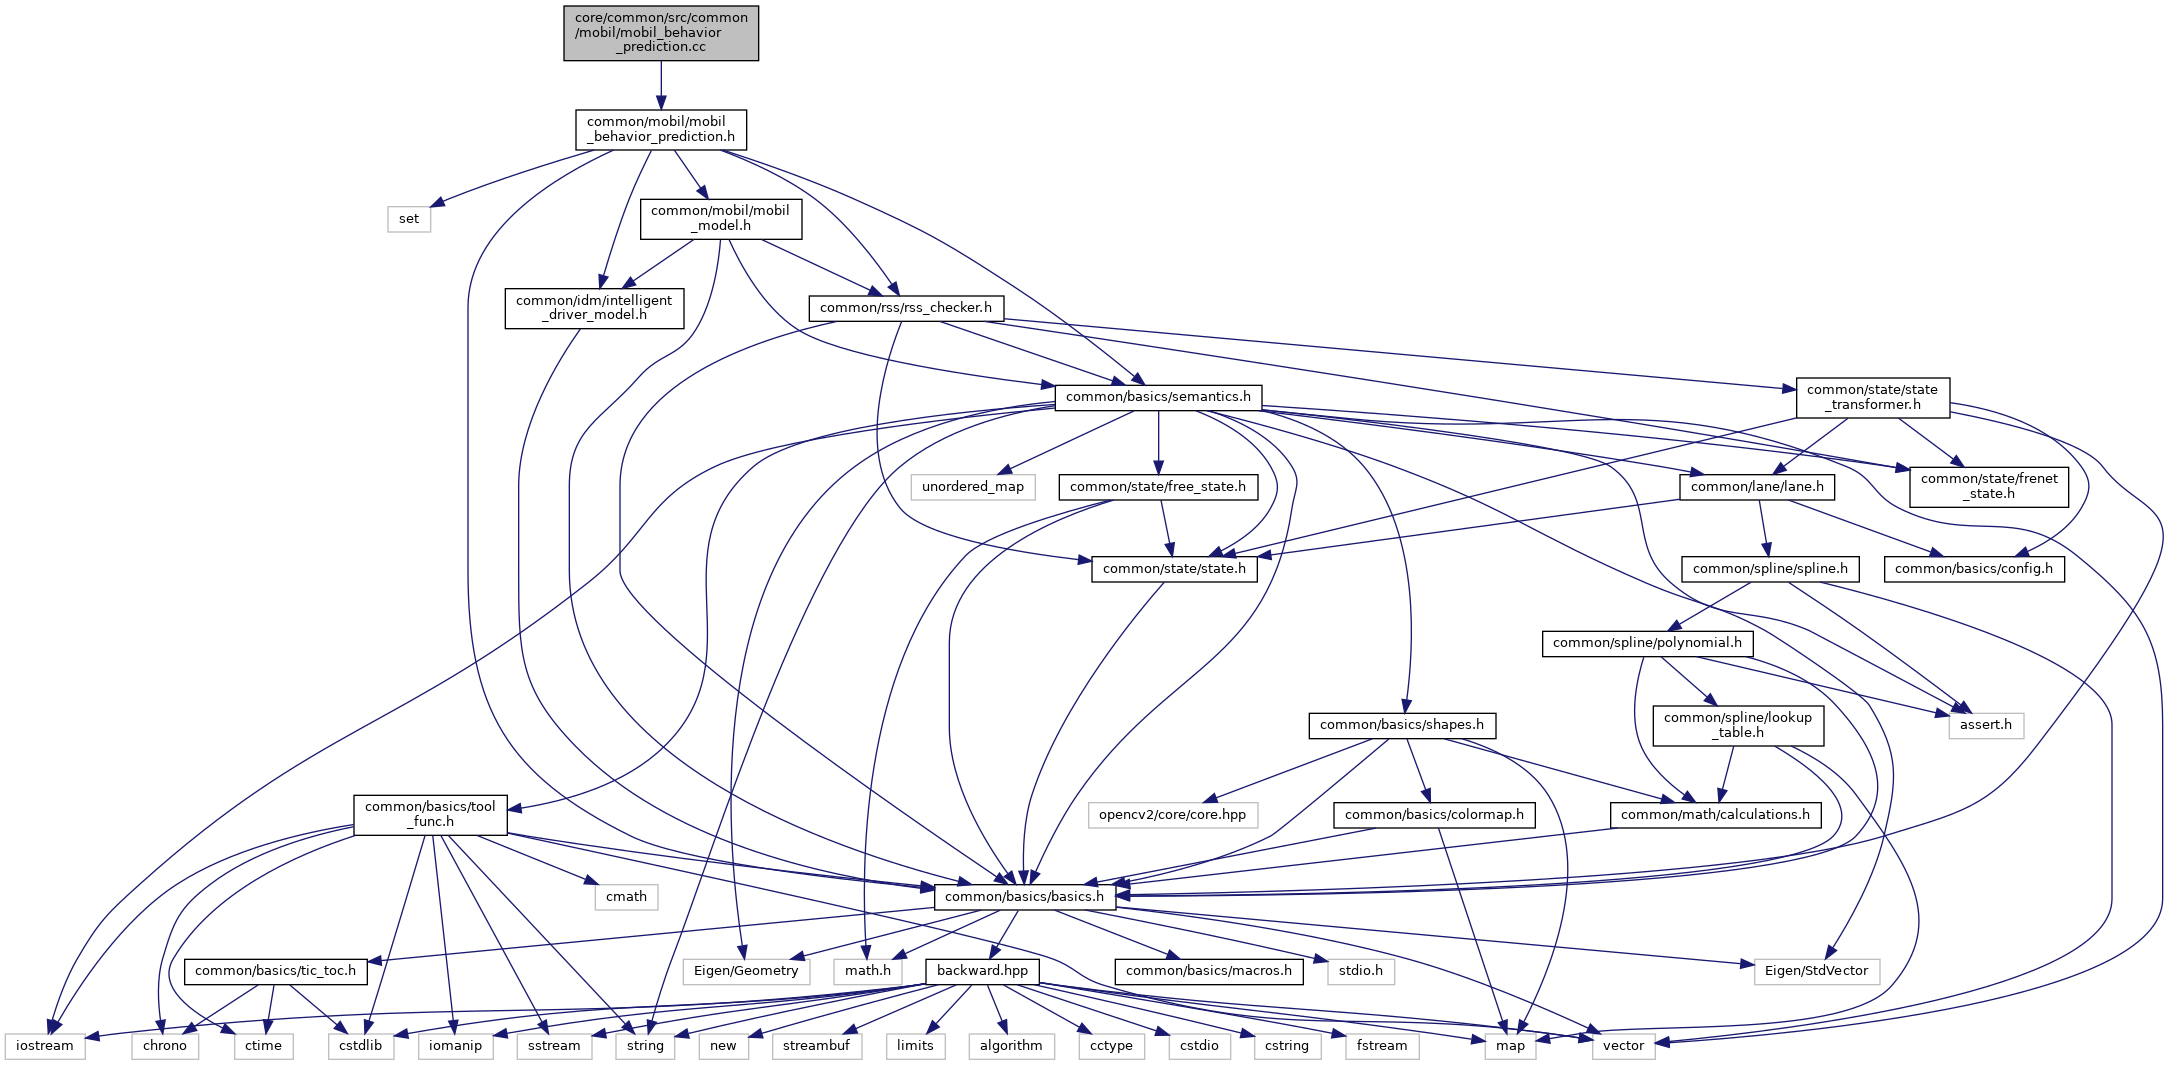 core/common/src/common
/mobil/mobil_behavior
_prediction.cc
common/mobil/mobil
_behavior_prediction.h
set
common/mobil/mobil
_model.h
common/idm/intelligent
_driver_model.h
common/rss/rss_checker.h
common/basics/semantics.h
common/state/state
_transformer.h
unordered_map
common/state/free_state.h
common/lane/lane.h
common/state/frenet
_state.h
common/state/state.h
common/spline/spline.h
common/basics/config.h
common/spline/polynomial.h
common/basics/shapes.h
common/spline/lookup
_table.h
assert.h
common/basics/tool
_func.h
opencv2/core/core.hpp
common/basics/colormap.h
common/math/calculations.h
cmath
common/basics/basics.h
common/basics/tic_toc.h
Eigen/Geometry
math.h
backward.hpp
common/basics/macros.h
stdio.h
Eigen/StdVector
iostream
chrono
ctime
cstdlib
iomanip
sstream
string
new
streambuf
limits
algorithm
cctype
cstdio
cstring
fstream
map
vector